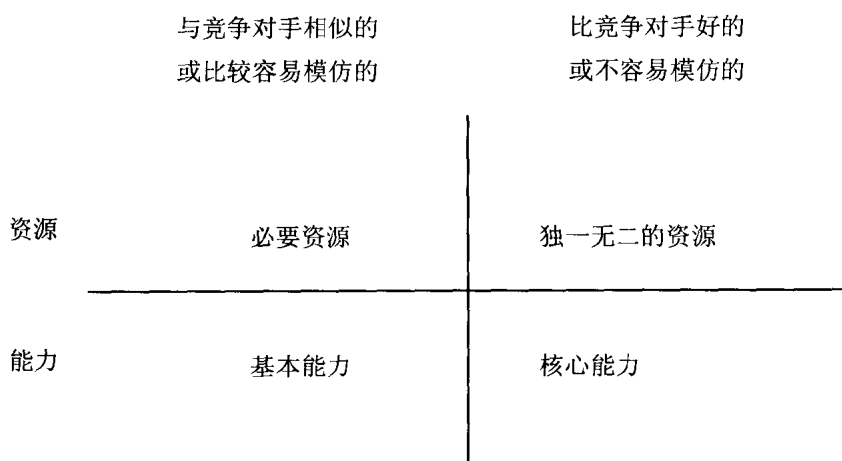 与竞争对手相似的 比竞争对手好的
或比较容易模仿的 或不容易模仿的
资源 必要资源 独一无二的资源
能力 基本能力 核心能力